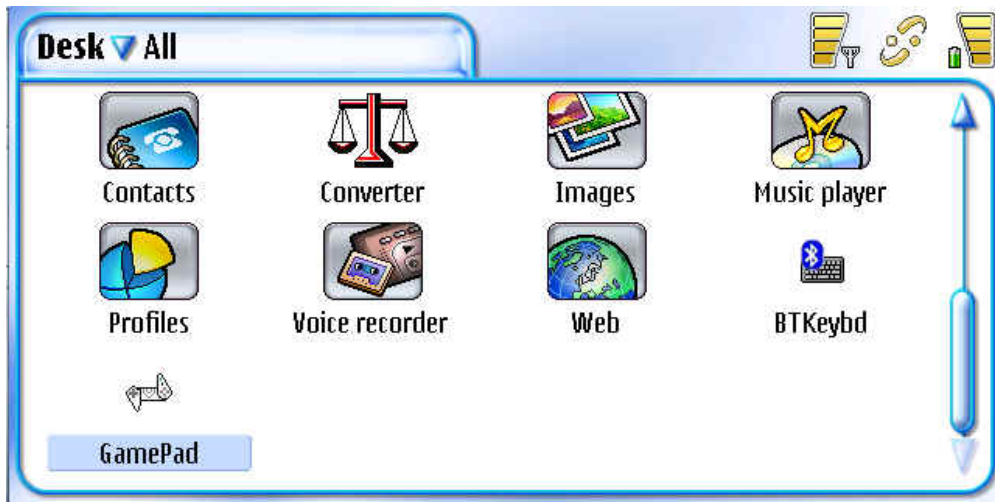 Desk All
Contacts Converter Images Music player
Profiles Voice recorder Web BTKeybd
GamePad